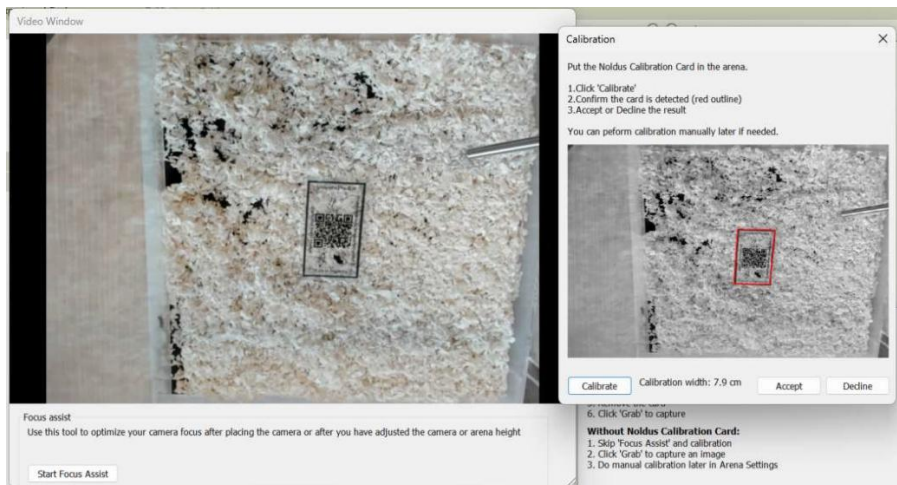 Video Window
Calibration
Put the Noldus Calibration Card in the arena.
1.Click 'Calibrate'
2.Confirm the card is detected (red outline)
3.Accept or Decline the result
You can peform calibration manually later if needed.
Calibrate
Calibration width: 7.9 cm
Accept
Decline
Focus assist
Use this tool to optimize your camera focus after placing the camera or after you have adjusted the camera or arena height
Start Focus Assist
6. Click 'Grab' to capture
Without Noldus Calibration Card:
1. Skip 'Focus Assist' and calibration
2. Click 'Grab' to capture an image
3. Do manual calibration later in Arena Settings